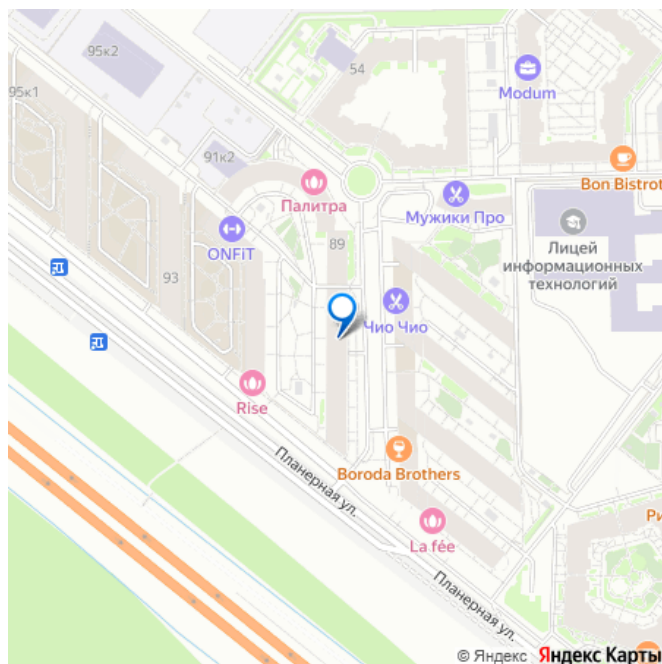 95к2
54
Modum
95к1
91к2
Bon Bistrot
Палитра
Мужики Про
ONFiT
89
Лицей
информационных
технологий
93
Чио Чио
Rise
Boroda Brothers
Планерная ул.
Ри
La fée
Планерная ул.
© Яндекс Яндекс Карты